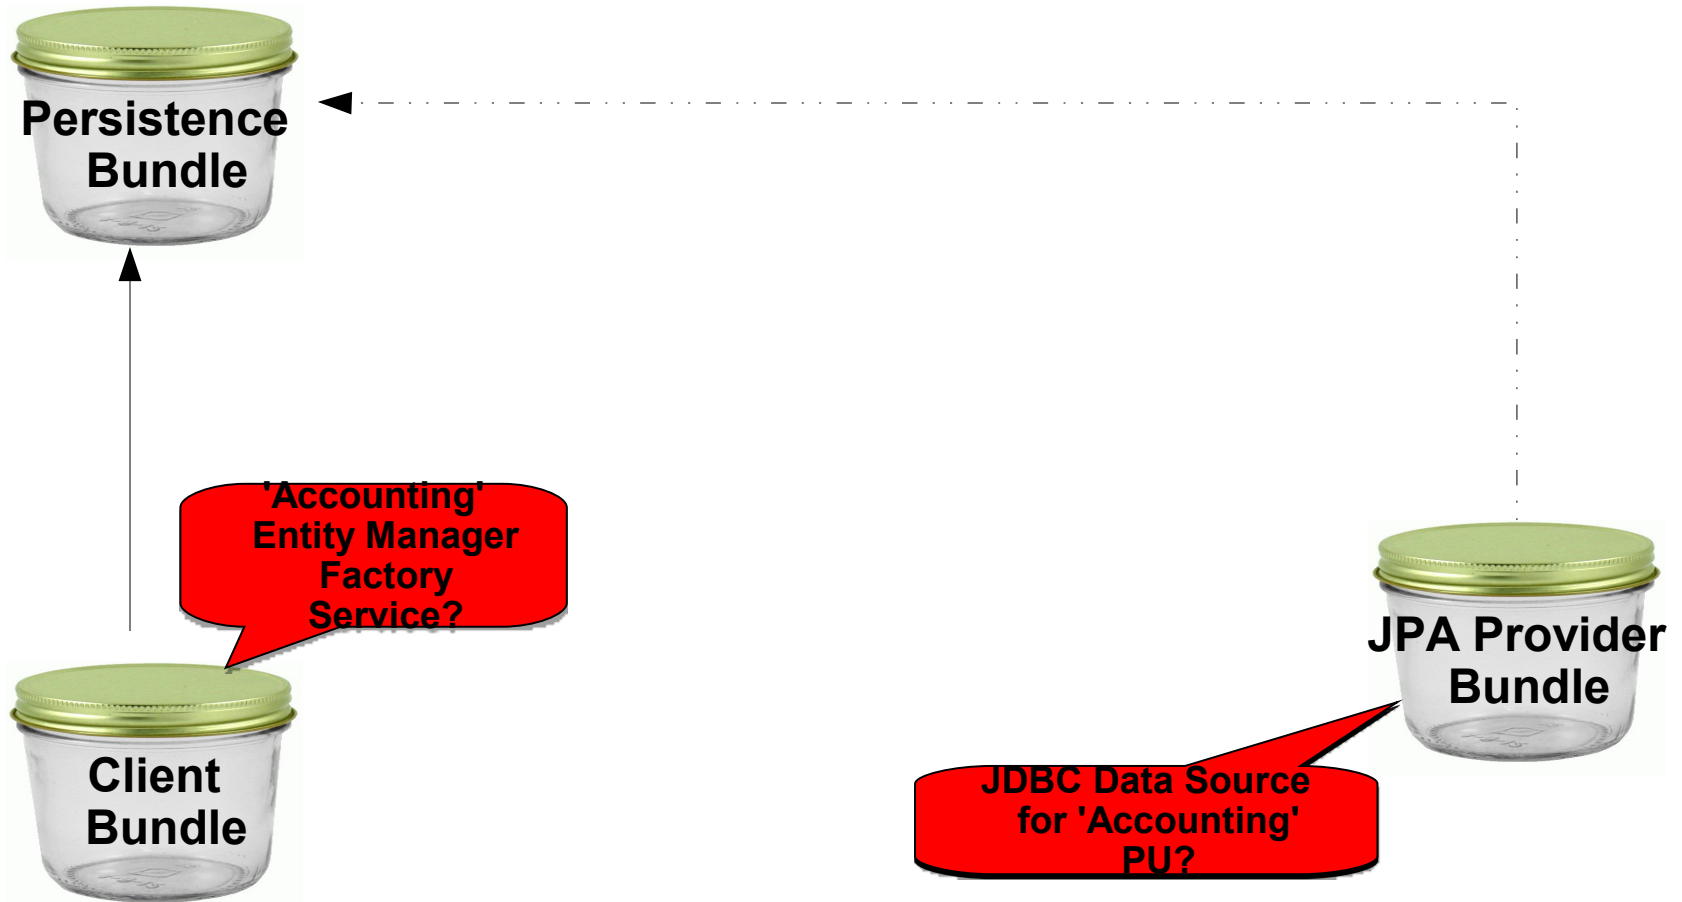 Persistence
Bundle
'Accounting'
Entity Manager
Factory
Service?
JPA Provider
Bundle
Client
Bundle
JDBC Data Source
for 'Accounting'
PU?